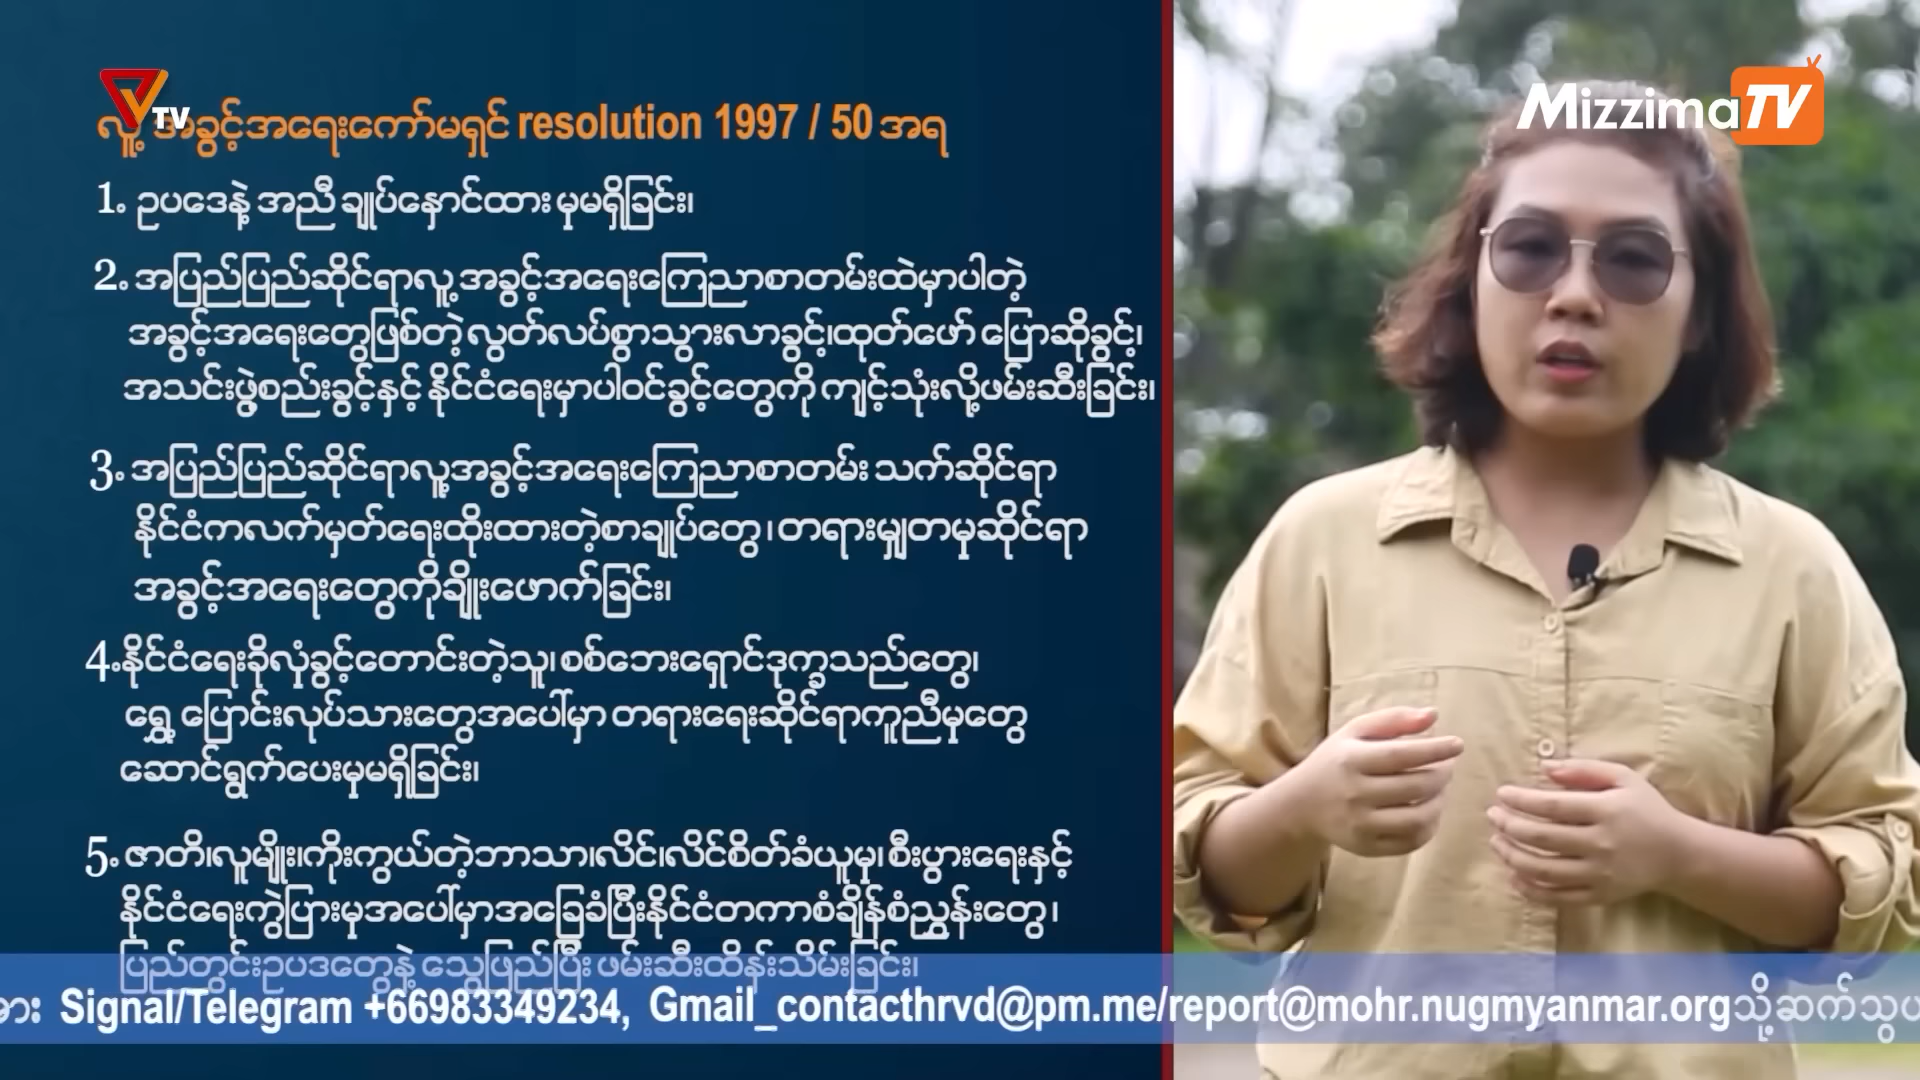 TV
MizzimaTV
လူ့ အခွင့်အရေးကော်မရှင် resolution 1997 / 50 အရ
1. ဥပဒေနဲ့ အညီ ချုပ်နှောင်ထား မှုမရှိခြင်း၊
2. အပြည်ပြည်ဆိုင်ရာလူ့ အခွင့်အရေးကြေညာစာတမ်းထဲမှာပါတဲ့
အခွင့်အရေးတွေဖြစ်တဲ့ လွတ်လပ်စွာသွားလာခွင့်၊ထုတ်ဖော် ပြောဆိုခွင့်၊
အသင်းဖွဲ့စည်းခွင့်နှင့် နိုင်ငံရေးမှာပါဝင်ခွင့်တွေကို ကျင့်သုံးလို့ဖမ်းဆီးခြင်း၊
3. အပြည်ပြည်ဆိုင်ရာလူ့အခွင့်အရေးကြေညာစာတမ်း သက်ဆိုင်ရာ
နိုင်ငံကလက်မှတ်ရေးထိုးထားတဲ့စာချုပ်တွေ ၊ တရားမျှတမှုဆိုင်ရာ
အခွင့်အရေးတွေကိုချိုးဖောက်ခြင်း၊
4.နိုင်ငံရေးခိုလှုံခွင့်တောင်းတဲ့သူ၊ စစ်ဘေးရှောင်ဒုက္ခသည်တွေ၊
ရွှေ့ ပြောင်းလုပ်သားတွေအပေါ်မှာ တရားရေးဆိုင်ရာကူညီမှုတွေ
ဆောင်ရွက်ပေးမှုမရှိခြင်း၊
5. ဇာတိ၊လူမျိုး၊ကိုးကွယ်တဲ့ဘာသာ၊လိင်၊လိင်စိတ်ခံယူမှု၊ စီးပွားရေးနှင့်
နိုင်ငံရေးကွဲပြားမှုအပေါ်မှာအခြေခံပြီးနိုင်ငံတကာစံချိန်စံညွှန်းတွေ ၊
ပြည်တွင်းဥပဒတွေနဲ့ သွေဖြည်ပြီး ဖမ်းဆီးထိန်းသိမ်းခြင်း၊
Signal/Telegram +66983349234, Gmail_contacthrvd@pm.me/report@mohr.nugmyanmar.orgသို့ဆက်သွယ